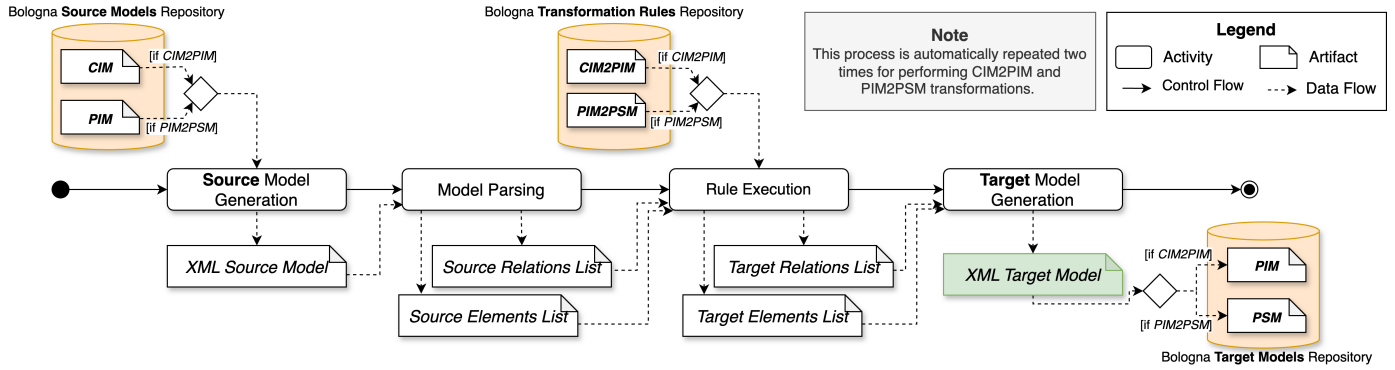 Bologna Source Models Repository
CIM
[if CIM2PIM]
PIM
[if PIM2PSM]
Bologna Transformation Rules Repository
CIM2PIM
[if CIM2PIM]
PIM2PSM
[if PIM2PSM]
Note
This process is automatically repeated two
times for performing CIM2PIM and
PIM2PSM transformations.
Legend
Activity
Artifact
Control Flow
Data Flow
Source Model
Generation
Model Parsing
Rule Execution
Target Model
Generation
XML Source Model
Source Relations List
Target Relations List
XML Target Model
Source Elements List
Target Elements List
[if CIM2PIM]
PIM
[if PIM2PSM]
PSM
Bologna Target Models Repository